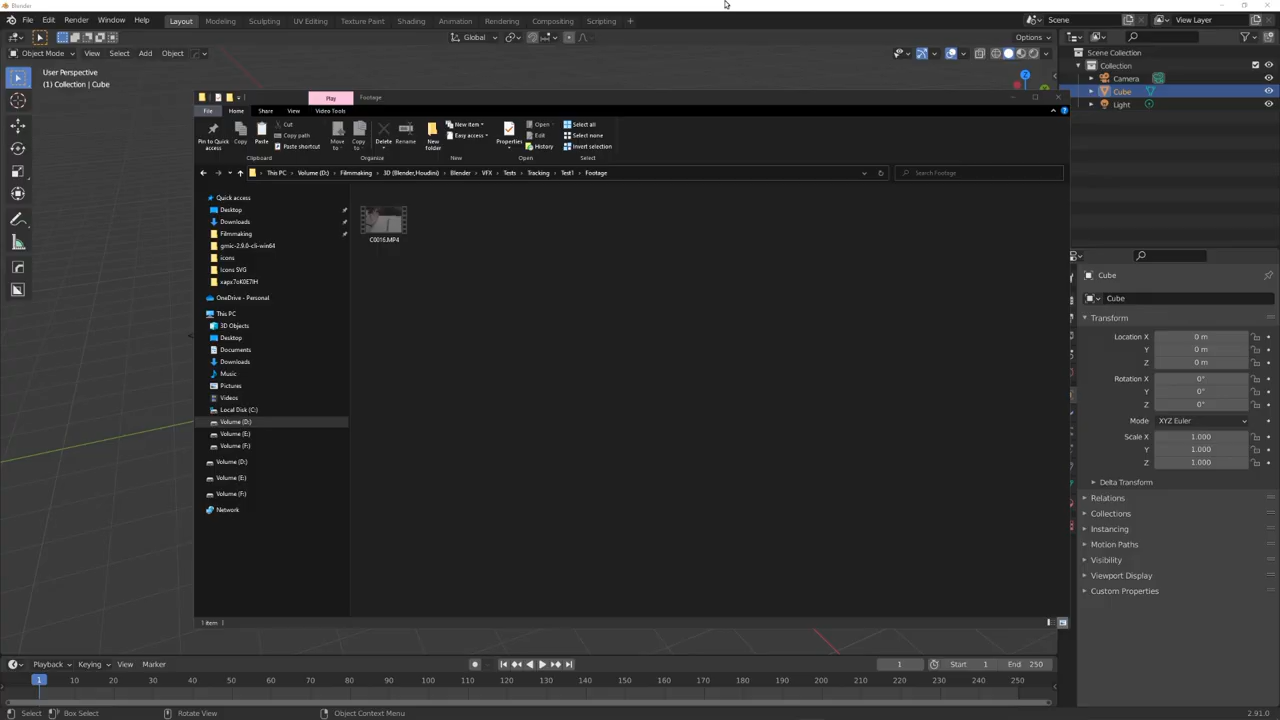 Blender
File Edit Render Window Help Layout Modeling Sculpting UV Editing Texture Paint Shading Animation Rendering Compositing Scripting + Scene View Layer
Global Options
Object Mode View Select Add Object
User Perspective
(1) Collection | Cube
Z
Scene Collection
Collection
Camera
Cube
Light
Play Footage
File Home Share View Video Tools
Pin to Quick access
Copy
Paste
Cut
Copy path
Paste shortcut
Clipboard
Move to
Copy to
Delete
Rename
Organize
New folder
New item
Easy access
New
Properties
Open
Edit
History
Open
Select all
Select none
Invert selection
Select
This PC Volume (D:) Filmmaking 3D (Blender,Houdini) Blender VFX Tests Tracking Test1 Footage
Search Footage
Quick access
Desktop
Downloads
Filmmaking
gmic-2.9.0-cli-win64
icons
Icons SVG
xapx7oK0E7IH
OneDrive - Personal
This PC
3D Objects
Desktop
Documents
Downloads
Music
Pictures
Videos
Local Disk (C:)
Volume (D:)
Volume (E:)
Volume (F:)
Volume (D:)
Volume (E:)
Volume (F:)
Network
C0016.MP4
1 item
Cube
Cube
Transform
Location X 0 m
Y 0 m
Z 0 m
Rotation X 0°
Y 0°
Z 0°
Mode XYZ Euler
Scale X 1.000
Y 1.000
Z 1.000
Delta Transform
Relations
Collections
Instancing
Motion Paths
Visibility
Viewport Display
Custom Properties
Playback Keying View Marker 1 Start 1 End 250
1 10 20 30 40 50 60 70 80 90 100 110 120 130 140 150 160 170 180 190 200 210 220 230 240 250
Select Box Select Rotate View Object Context Menu 2.91.0